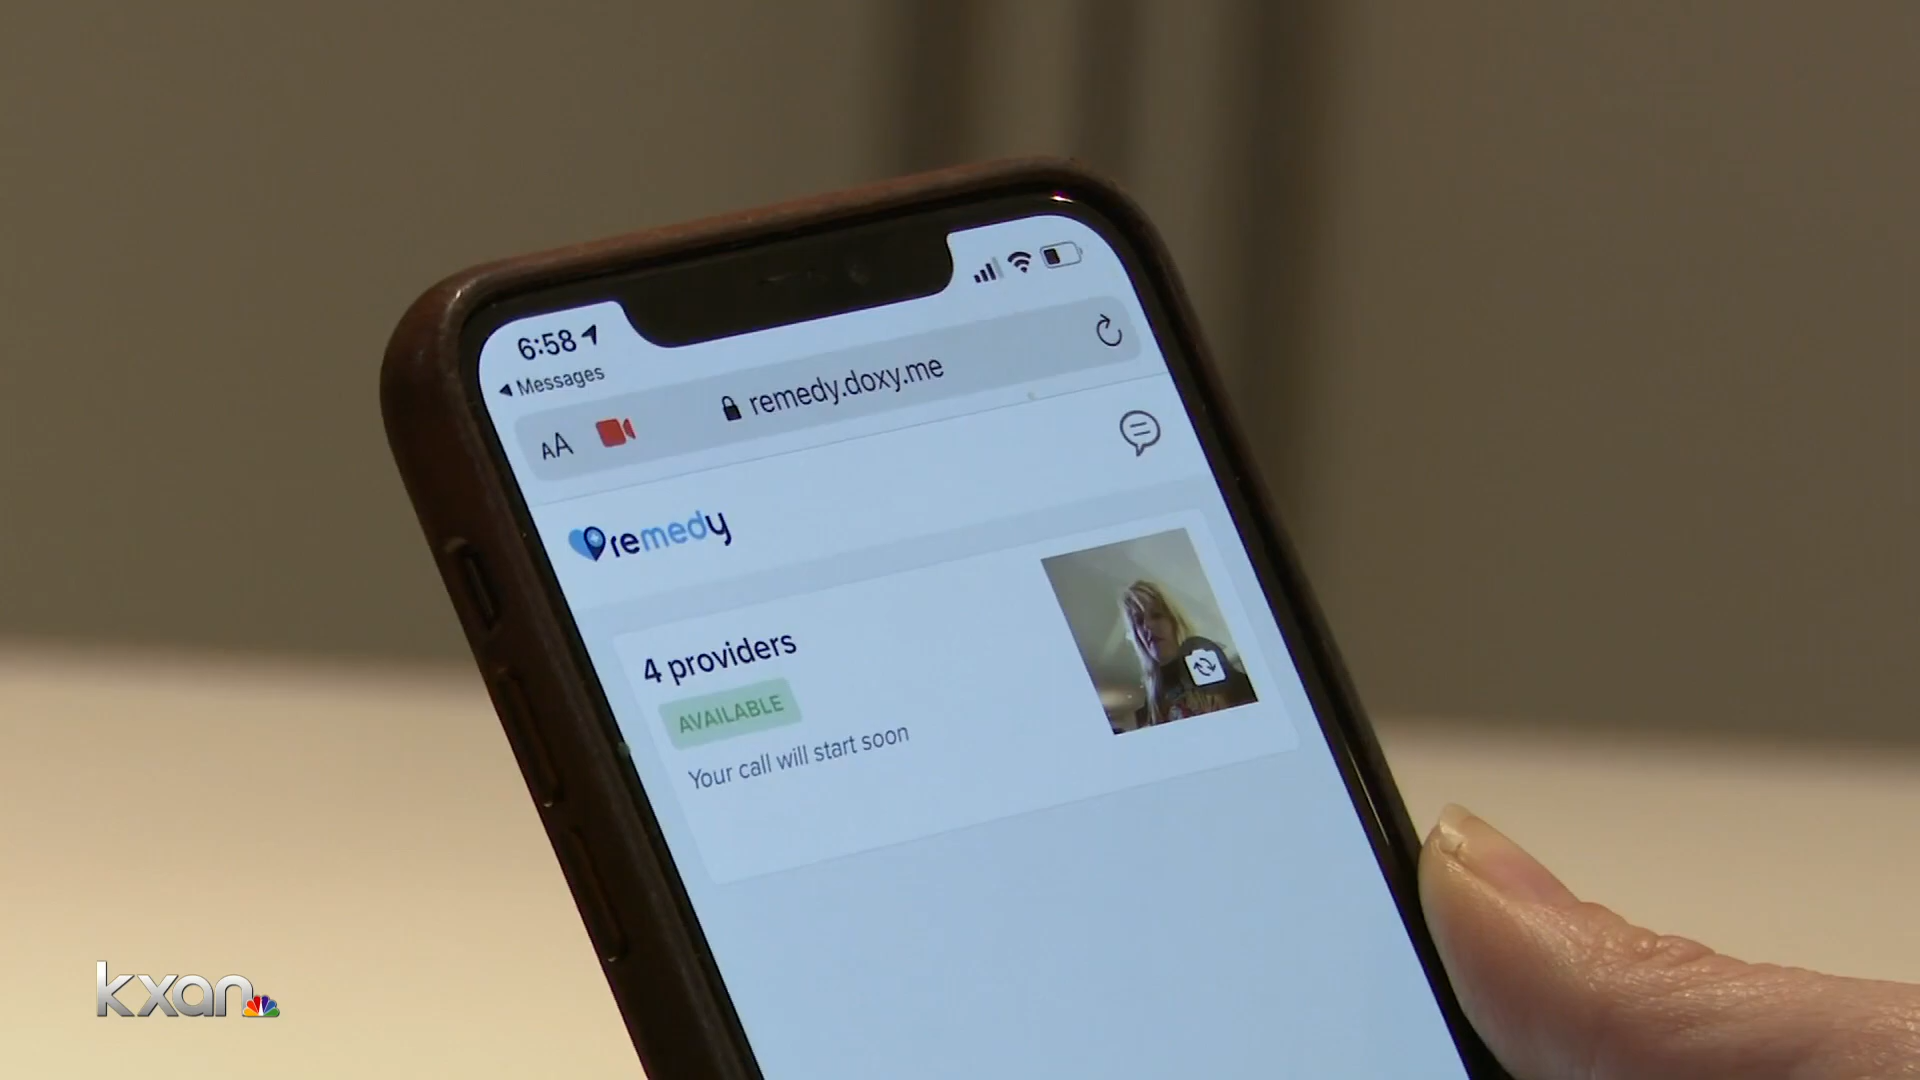 6:58
Messages
AA
remedy.doxy.me
remedy
4 providers
AVAILABLE
Your call will start soon
kxan